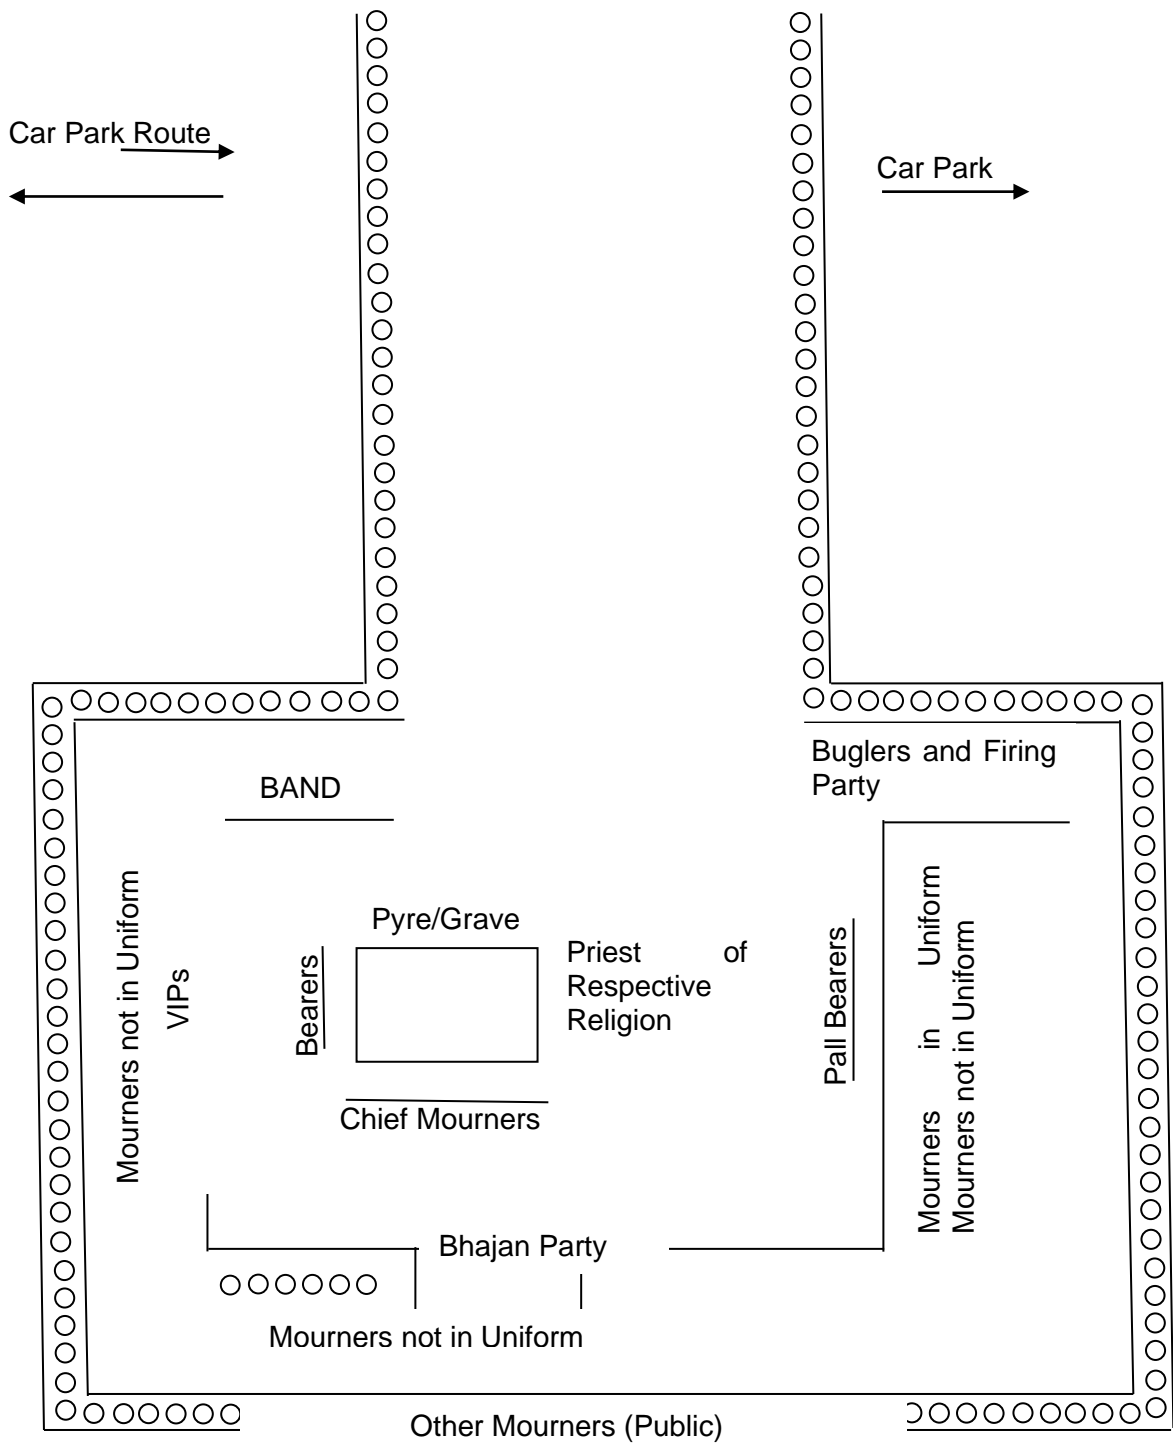 Car Park Route
Car Park
Buglers and Firing
Party
BAND
Mourners not in Uniform
VIPs
Bearers
Pyre/Grave
Priest of
Respective
Religion
Pall Bearers
Mourners in Uniform
Mourners not in Uniform
Chief Mourners
Bhajan Party
Mourners not in Uniform
Other Mourners (Public)